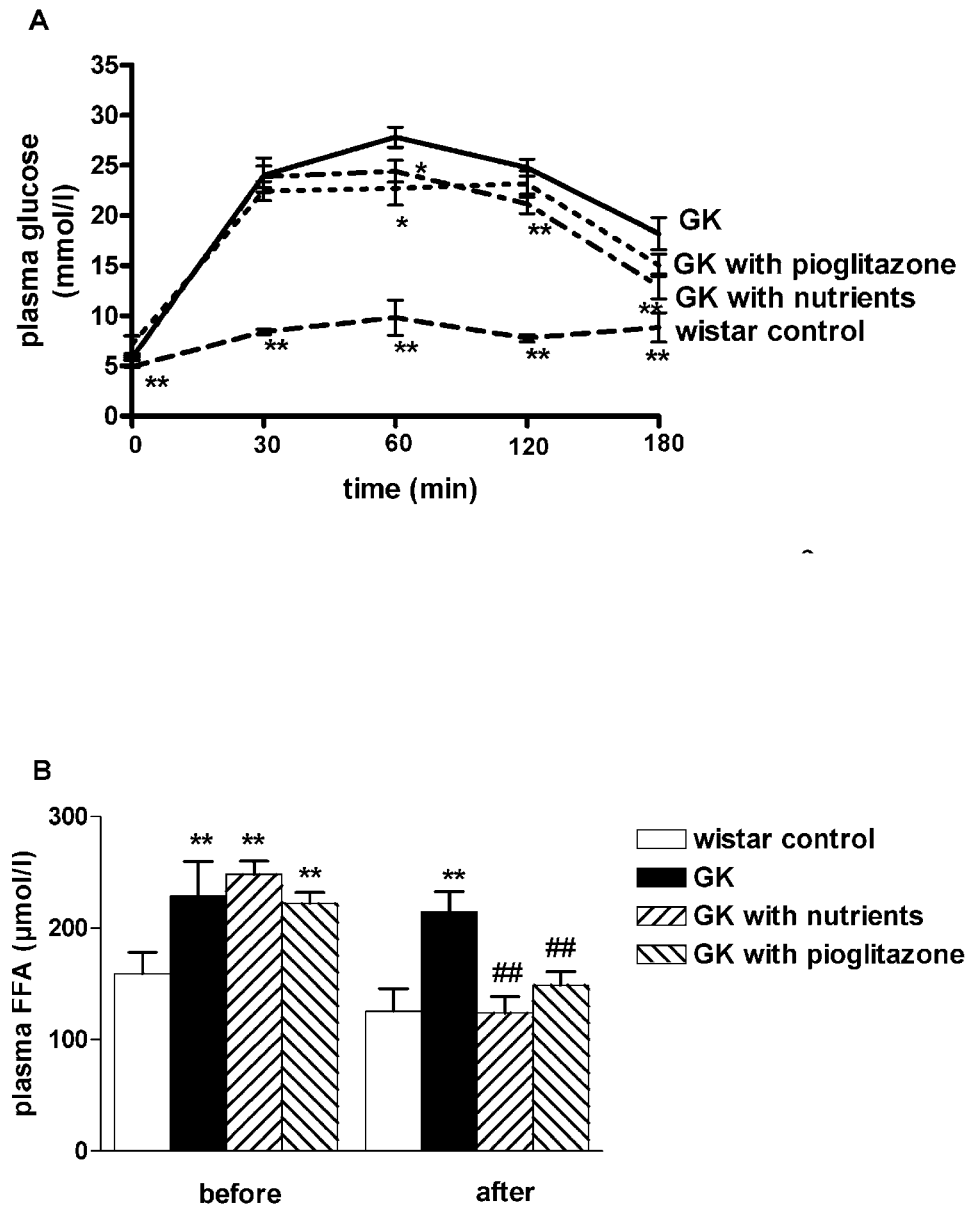 A
plasma glucose
(mmol/l)
35
30
25
20
15
10
5
0
*
*
**
**
**
**
**
**
**
GK
GK with pioglitazone
GK with nutrients
wistar control
0 30 60 120 180
time (min)
B
plasma FFA (µmol/l)
300
200
100
0
** ** **
** ## ##
before after
wistar control
GK
GK with nutrients
GK with pioglitazone